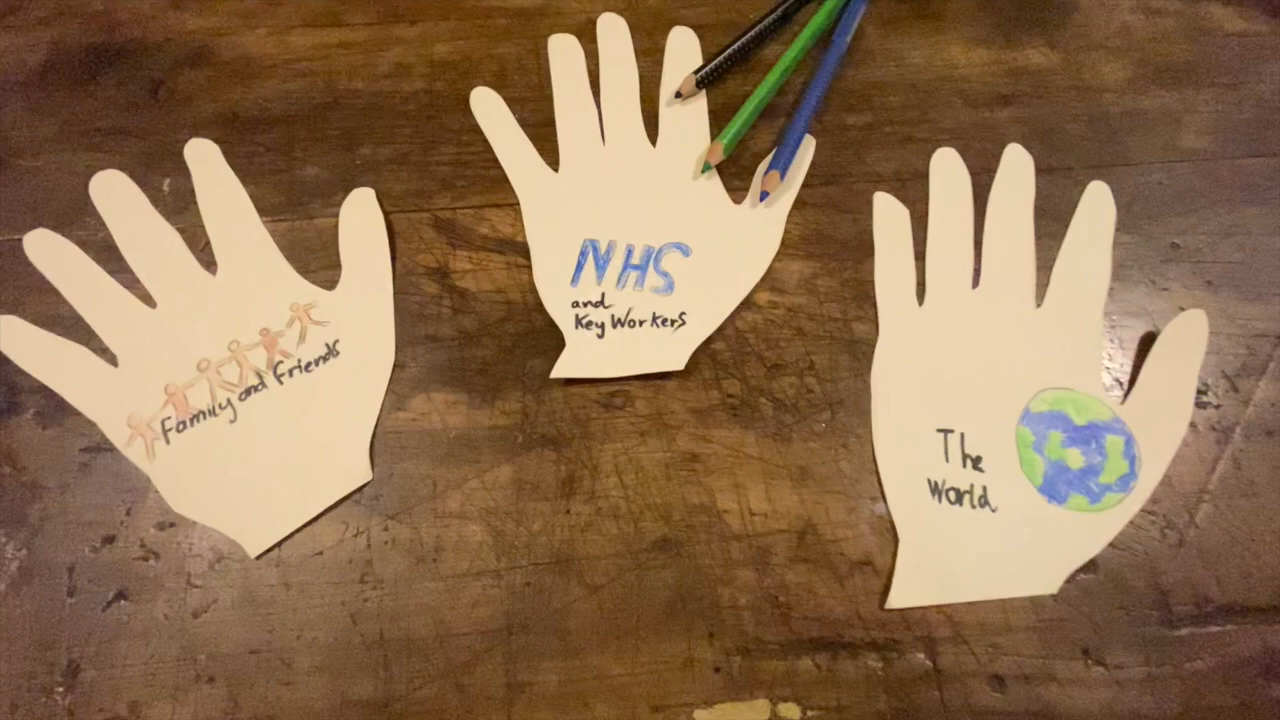 Family and Friends
NHS
and
Key Workers
The
World